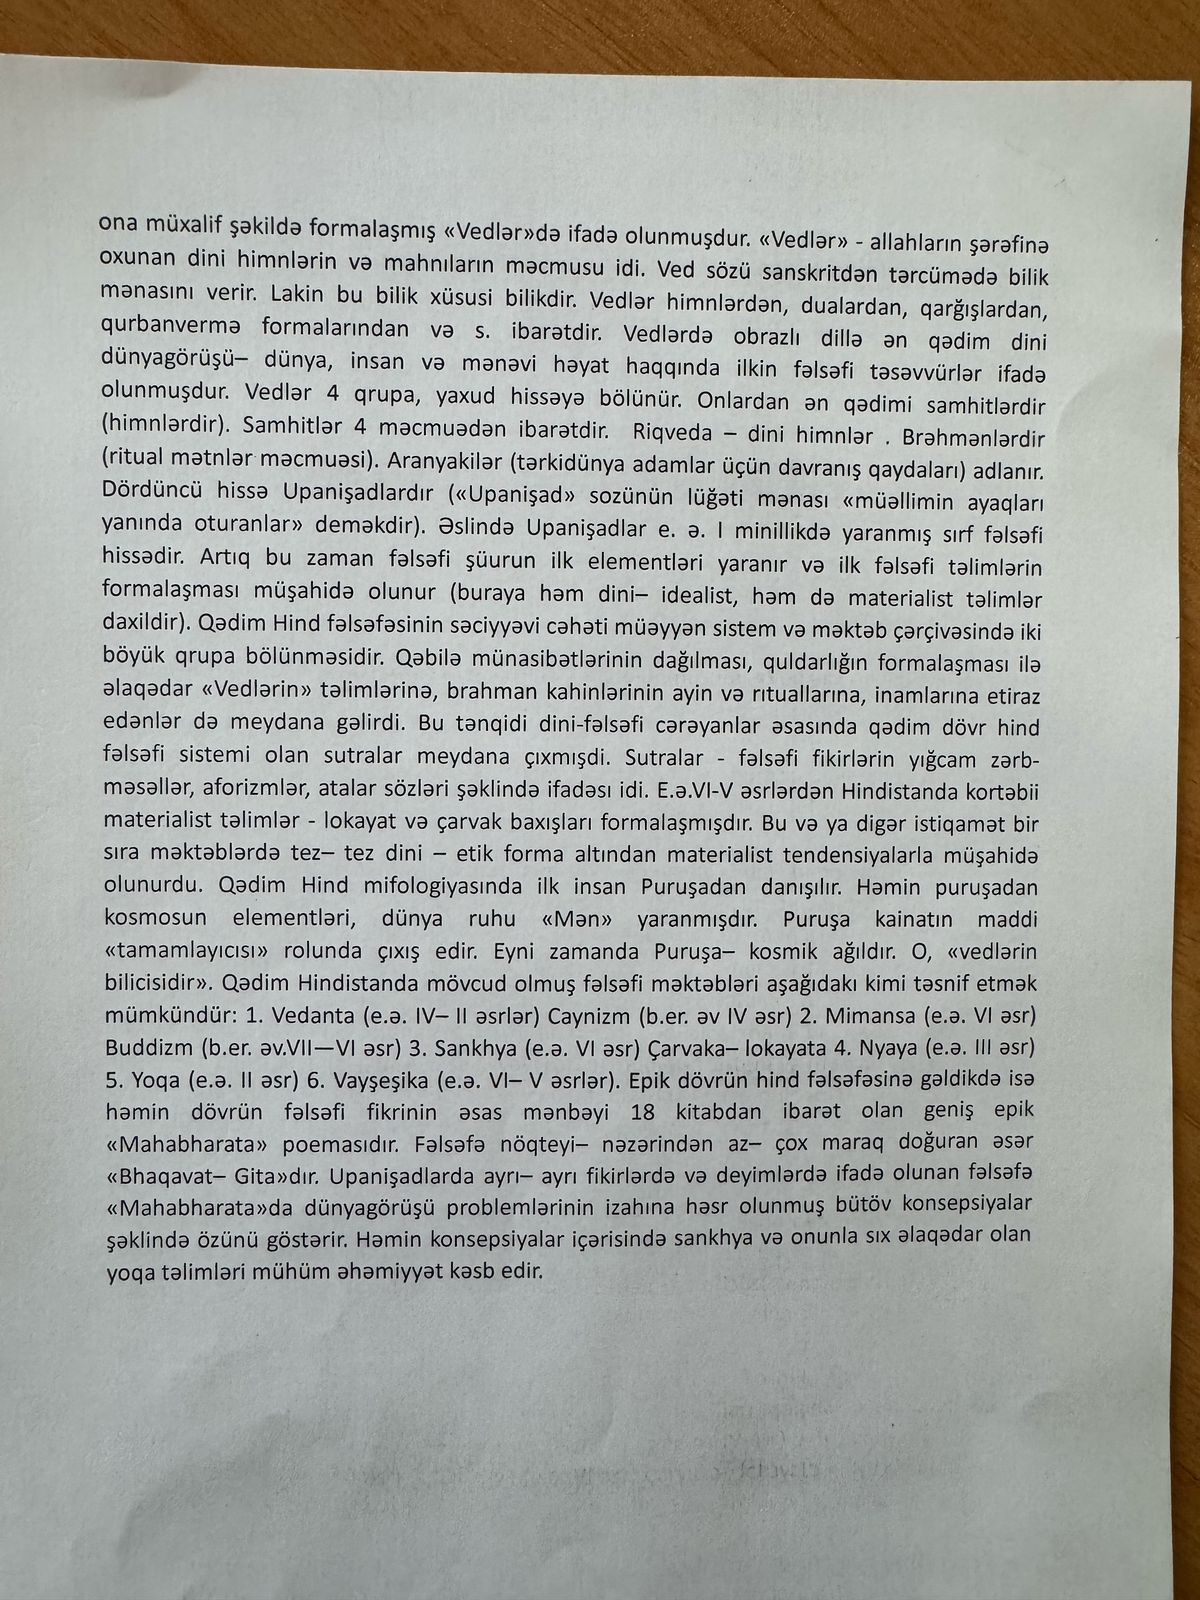 ona müxalif şəkildə formalaşmış «Vedlər»də ifadə olunmuşdur. «Vedlər» - allahların şərəfinə
oxunan dini himnlərin və mahnıların məcmusu idi. Ved sözü sanskritdən tərcümədə bilik
mənasını verir. Lakin bu bilik xüsusi bilikdir. Vedlər himnlərdən, dualardan, qarğışlardan,
qurbanvermə formalarından və s. ibarətdir. Vedlərdə obrazlı dillə ən qədim dini
dünyagörüşü– dünya, insan və mənəvi həyat haqqında ilkin fəlsəfi təsəvvürlər ifadə
olunmuşdur. Vedlər 4 qrupa, yaxud hissəyə bölünür. Onlardan ən qədimi samhitlərdir
(himnlərdir). Samhitlər 4 məcmuədən ibarətdir. Riqveda – dini himnlər . Brəhmənlərdir
(ritual mətnlər məcmuəsi). Aranyakilər (tərkidünya adamlar üçün davranış qaydaları) adlanır.
Dördüncü hissə Upanişadlardır («Upanişad» sozünün lüğəti mənası «müəllimin ayaqları
yanında oturanlar» deməkdir). Əslində Upanişadlar e. ə. I minillikdə yaranmış sırf fəlsəfi
hissədir. Artıq bu zaman fəlsəfi şüurun ilk elementləri yaranır və ilk fəlsəfi təlimlərin
formalaşması müşahidə olunur (buraya həm dini– idealist, həm də materialist təlimlər
daxildir). Qədim Hind fəlsəfəsinin səciyyəvi cəhəti müəyyən sistem və məktəb çərçivəsində iki
böyük qrupa bölünməsidir. Qəbilə münasibətlərinin dağılması, quldarlığın formalaşması ilə
əlaqədar «Vedlərin» təlimlərinə, brahman kahinlərinin ayin və rıtuallarına, inamlarına etiraz
edənlər də meydana gəlirdi. Bu tənqidi dini-fəlsəfi cərəyanlar əsasında qədim dövr hind
fəlsəfi sistemi olan sutralar meydana çıxmışdi. Sutralar - fəlsəfi fikirlərin yığcam zərb-
məsəllər, aforizmlər, atalar sözləri şəklində ifadəsı idi. E.ə.VI-V əsrlərdən Hindistanda kortəbii
materialist təlimlər - lokayat və çarvak baxışları formalaşmışdır. Bu və ya digər istiqamət bir
sıra məktəblərdə tez– tez dini – etik forma altından materialist tendensiyalarla müşahidə
olunurdu. Qədim Hind mifologiyasında ilk insan Puruşadan danışılır. Həmin puruşadan
kosmosun elementləri, dünya ruhu «Mən» yaranmışdır. Puruşa kainatın maddi
«tamamlayıcısı» rolunda çıxış edir. Eyni zamanda Puruşa– kosmik ağıldır. O, «vedlərin
bilicisidir». Qədim Hindistanda mövcud olmuş fəlsəfi məktəbləri aşağıdakı kimi təsnif etmək
mümkündür: 1. Vedanta (e.ə. IV– II əsrlər) Caynizm (b.er. əv IV əsr) 2. Mimansa (e.ə. VI əsr)
Buddizm (b.er. əv.VII—VI əsr) 3. Sankhya (e.ə. VI əsr) Çarvaka– lokayata 4. Nyaya (e.ə. III əsr)
5. Yoqa (e.ə. II əsr) 6. Vayşeşika (e.ə. VI– V əsrlər). Epik dövrün hind fəlsəfəsinə gəldikdə isə
həmin dövrün fəlsəfi fikrinin əsas mənbəyi 18 kitabdan ibarət olan geniş epik
«Mahabharata» poemasıdır. Fəlsəfə nöqteyi– nəzərindən az– çox maraq doğuran əsər
«Bhaqavat– Gita»dır. Upanişadlarda ayrı– ayrı fikirlərdə və deyimlərdə ifadə olunan fəlsəfə
«Mahabharata»da dünyagörüşü problemlərinin izahına həsr olunmuş bütöv konsepsiyalar
şəklində özünü göstərir. Həmin konsepsiyalar içərisində sankhya və onunla sıx əlaqədar olan
yoqa təlimləri mühüm əhəmiyyət kəsb edir.